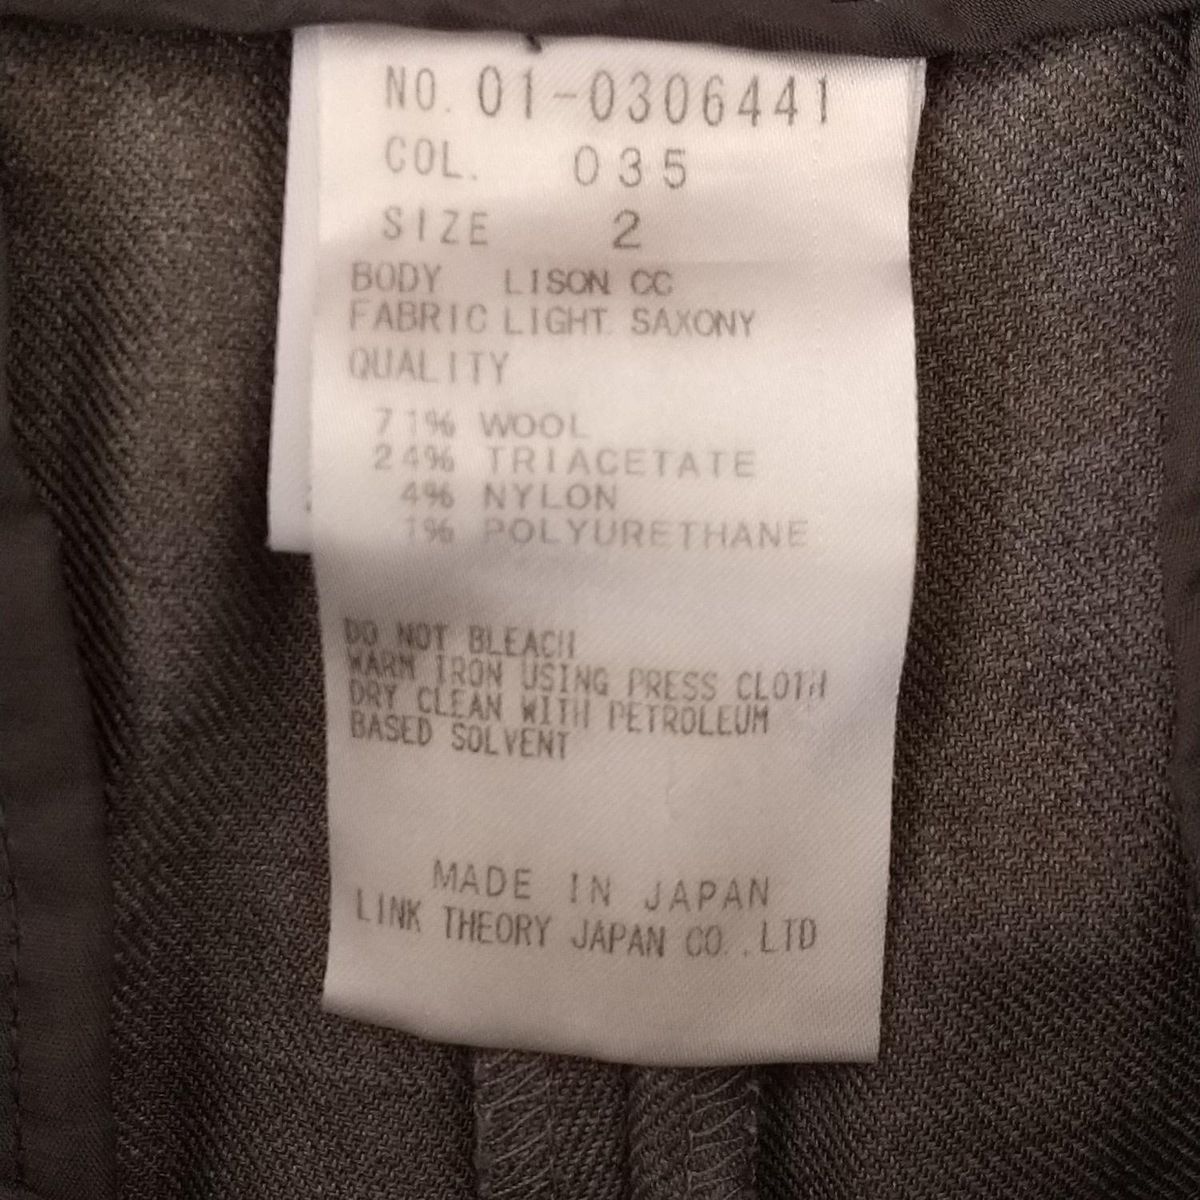 NO. 01-0306441
COL. 035
SIZE 2
BODY LISON CC
FABRIC LIGHT SAXONY
QUALITY
71% WOOL
24% TRIACETATE
4% NYLON
1% POLYURETHANE
DO NOT BLEACH
WARM IRON USING PRESS CLOTH
DRY CLEAN WITH PETROLEUM
BASED SOLVENT
MADE IN JAPAN
LINK THEORY JAPAN CO.,LTD